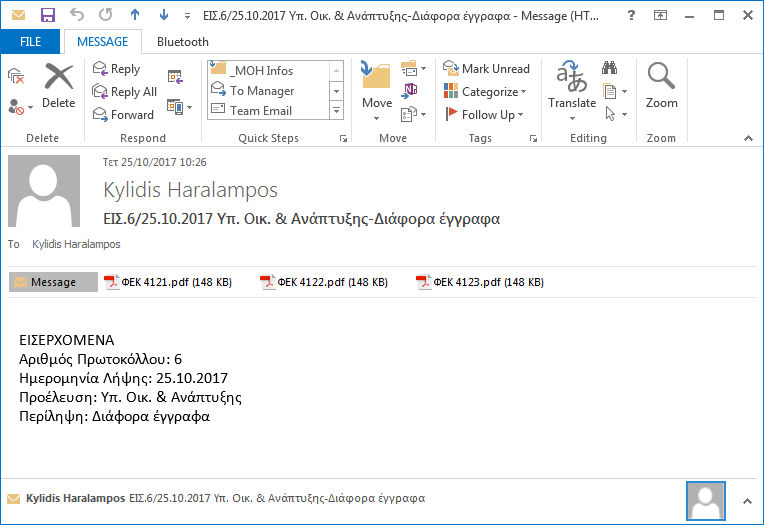 ΕΙΣ.6/25.10.2017 Υπ. Οικ. & Ανάπτυξης-Διάφορα έγγραφα - Message (HT...
FILE MESSAGE Bluetooth
Delete
Reply
Reply All
Forward
_MOH Infos
To Manager
Team Email
Move
Mark Unread
Categorize
Follow Up
Translate
Zoom
Delete Respond Quick Steps Move Tags Editing Zoom
Τετ 25/10/2017 10:26
Kylidis Haralampos
ΕΙΣ.6/25.10.2017 Υπ. Οικ. & Ανάπτυξης-Διάφορα έγγραφα
To Kylidis Haralampos
Message ΦΕΚ 4121.pdf (148 KB) ΦΕΚ 4122.pdf (148 KB) ΦΕΚ 4123.pdf (148 KB)
ΕΙΣΕΡΧΟΜΕΝΑ
Αριθμός Πρωτοκόλλου: 6
Ημερομηνία Λήψης: 25.10.2017
Προέλευση: Υπ. Οικ. & Ανάπτυξης
Περίληψη: Διάφορα έγγραφα
Kylidis Haralampos ΕΙΣ.6/25.10.2017 Υπ. Οικ. & Ανάπτυξης-Διάφορα έγγραφα